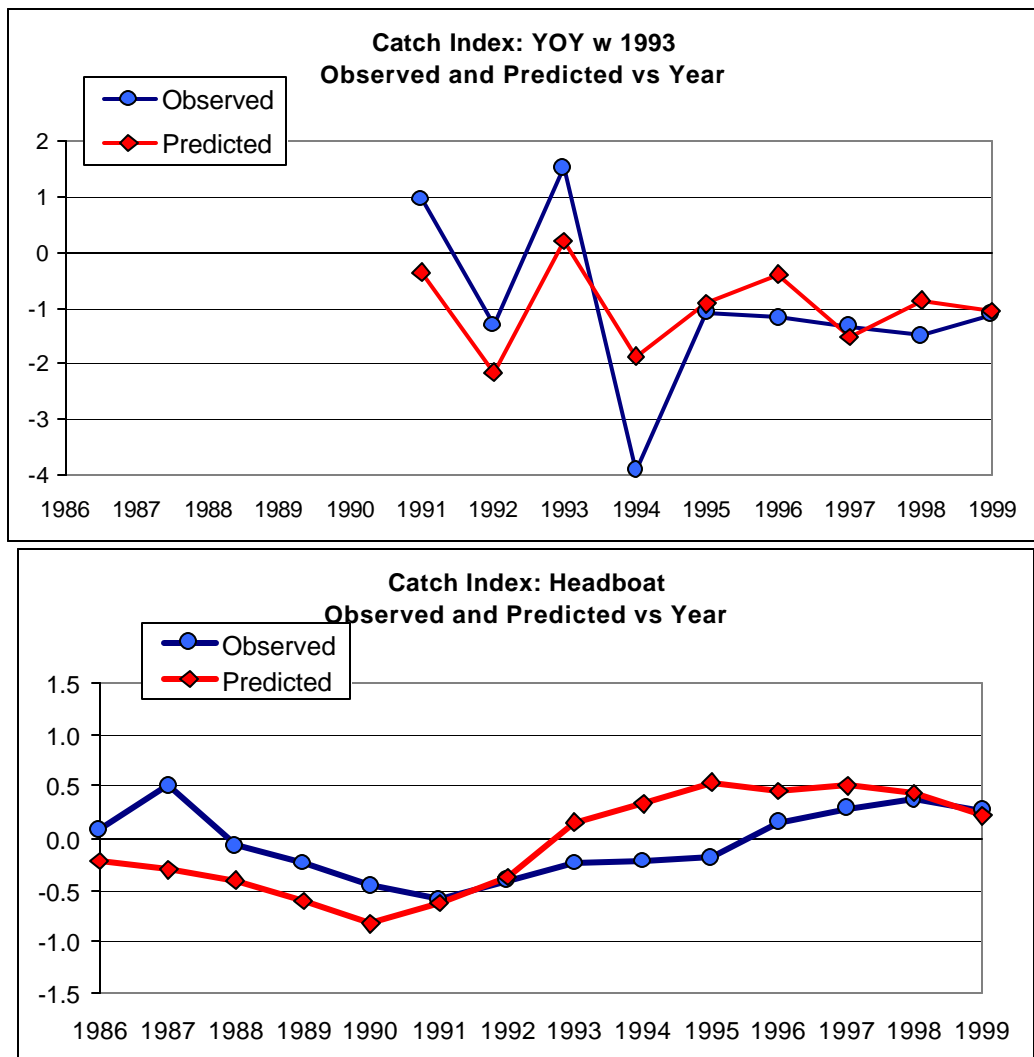 Catch Index: YOY w 1993
Observed and Predicted vs Year
Observed
Predicted
2
1
0
-1
-2
-3
-4
1986 1987 1988 1989 1990 1991 1992 1993 1994 1995 1996 1997 1998 1999
Catch Index: Headboat
Observed and Predicted vs Year
Observed
Predicted
1.5
1.0
0.5
0.0
-0.5
-1.0
-1.5
1986 1987 1988 1989 1990 1991 1992 1993 1994 1995 1996 1997 1998 1999